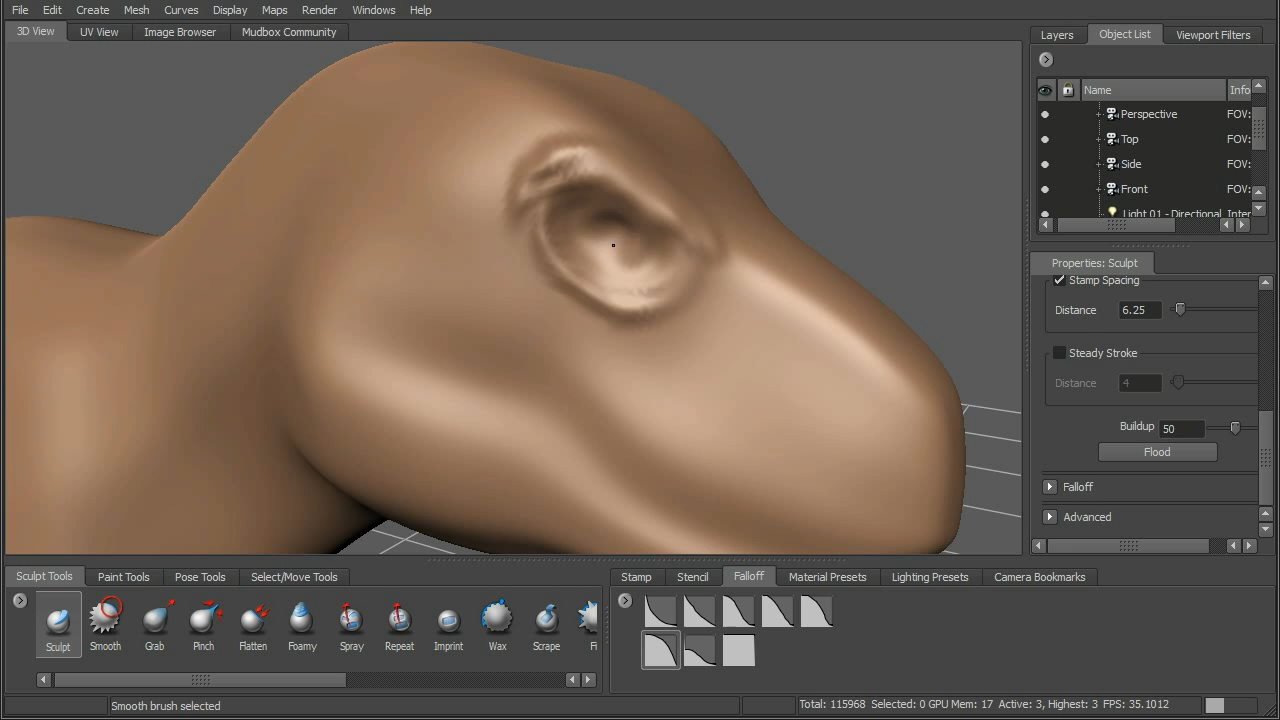 File Edit Create Mesh Curves Display Maps Render Windows Help
3D View UV View Image Browser Mudbox Community
Layers Object List Viewport Filters
Name Info
Perspective FOV:
Top FOV:
Side FOV:
Front FOV:
Light 01 - Directional Inter
Properties: Sculpt
Stamp Spacing
Distance 6.25
Steady Stroke
Distance 4
Buildup 50
Flood
Falloff
Advanced
Sculpt Tools Paint Tools Pose Tools Select/Move Tools
Stamp Stencil Falloff Material Presets Lighting Presets Camera Bookmarks
Sculpt Smooth Grab Pinch Flatten Foamy Spray Repeat Imprint Wax Scrape Fi
Smooth brush selected
Total: 115968 Selected: 0 GPU Mem: 17 Active: 3, Highest: 3 FPS: 35.1012